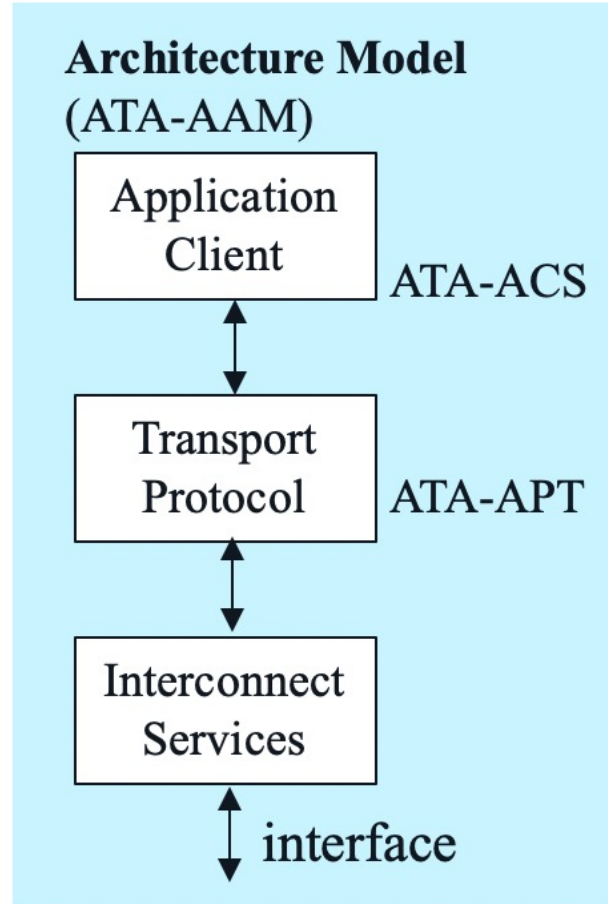 Architecture Model
(ATA-AAM)
Application
Client
ATA-ACS
Transport
Protocol
ATA-APT
Interconnect
Services
interface